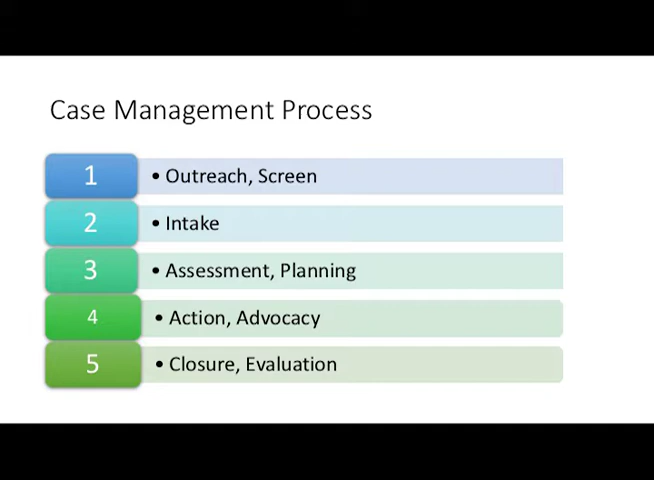 Case Management Process
1 • Outreach, Screen
2 • Intake
3 • Assessment, Planning
4 • Action, Advocacy
5 • Closure, Evaluation